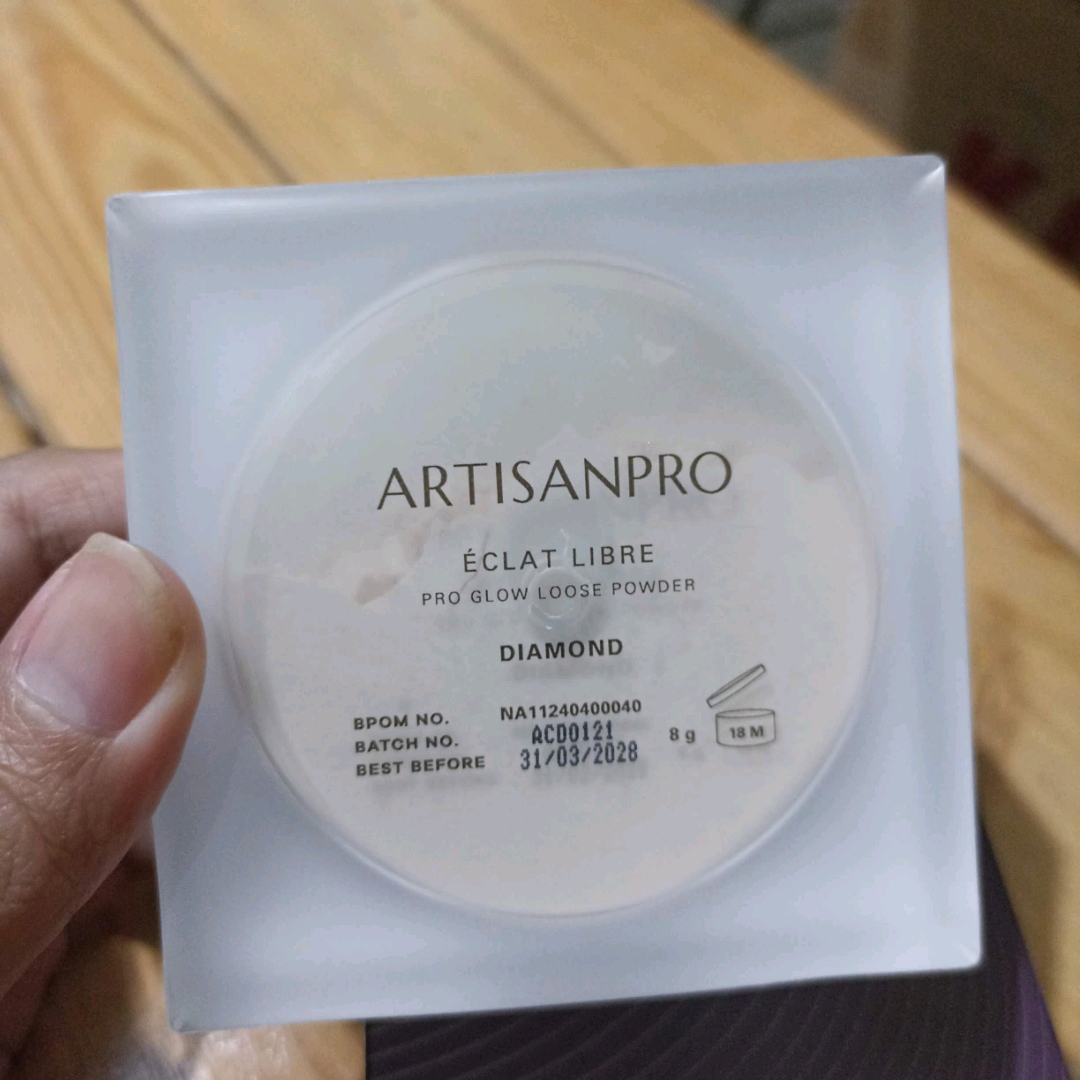 ARTISANPRO
ÉCLAT LIBRE
PRO GLOW LOOSE POWDER
DIAMOND
BPOM NO. NA11240400040
BATCH NO. ACD0121
BEST BEFORE 31/03/2028
8 g
18 M